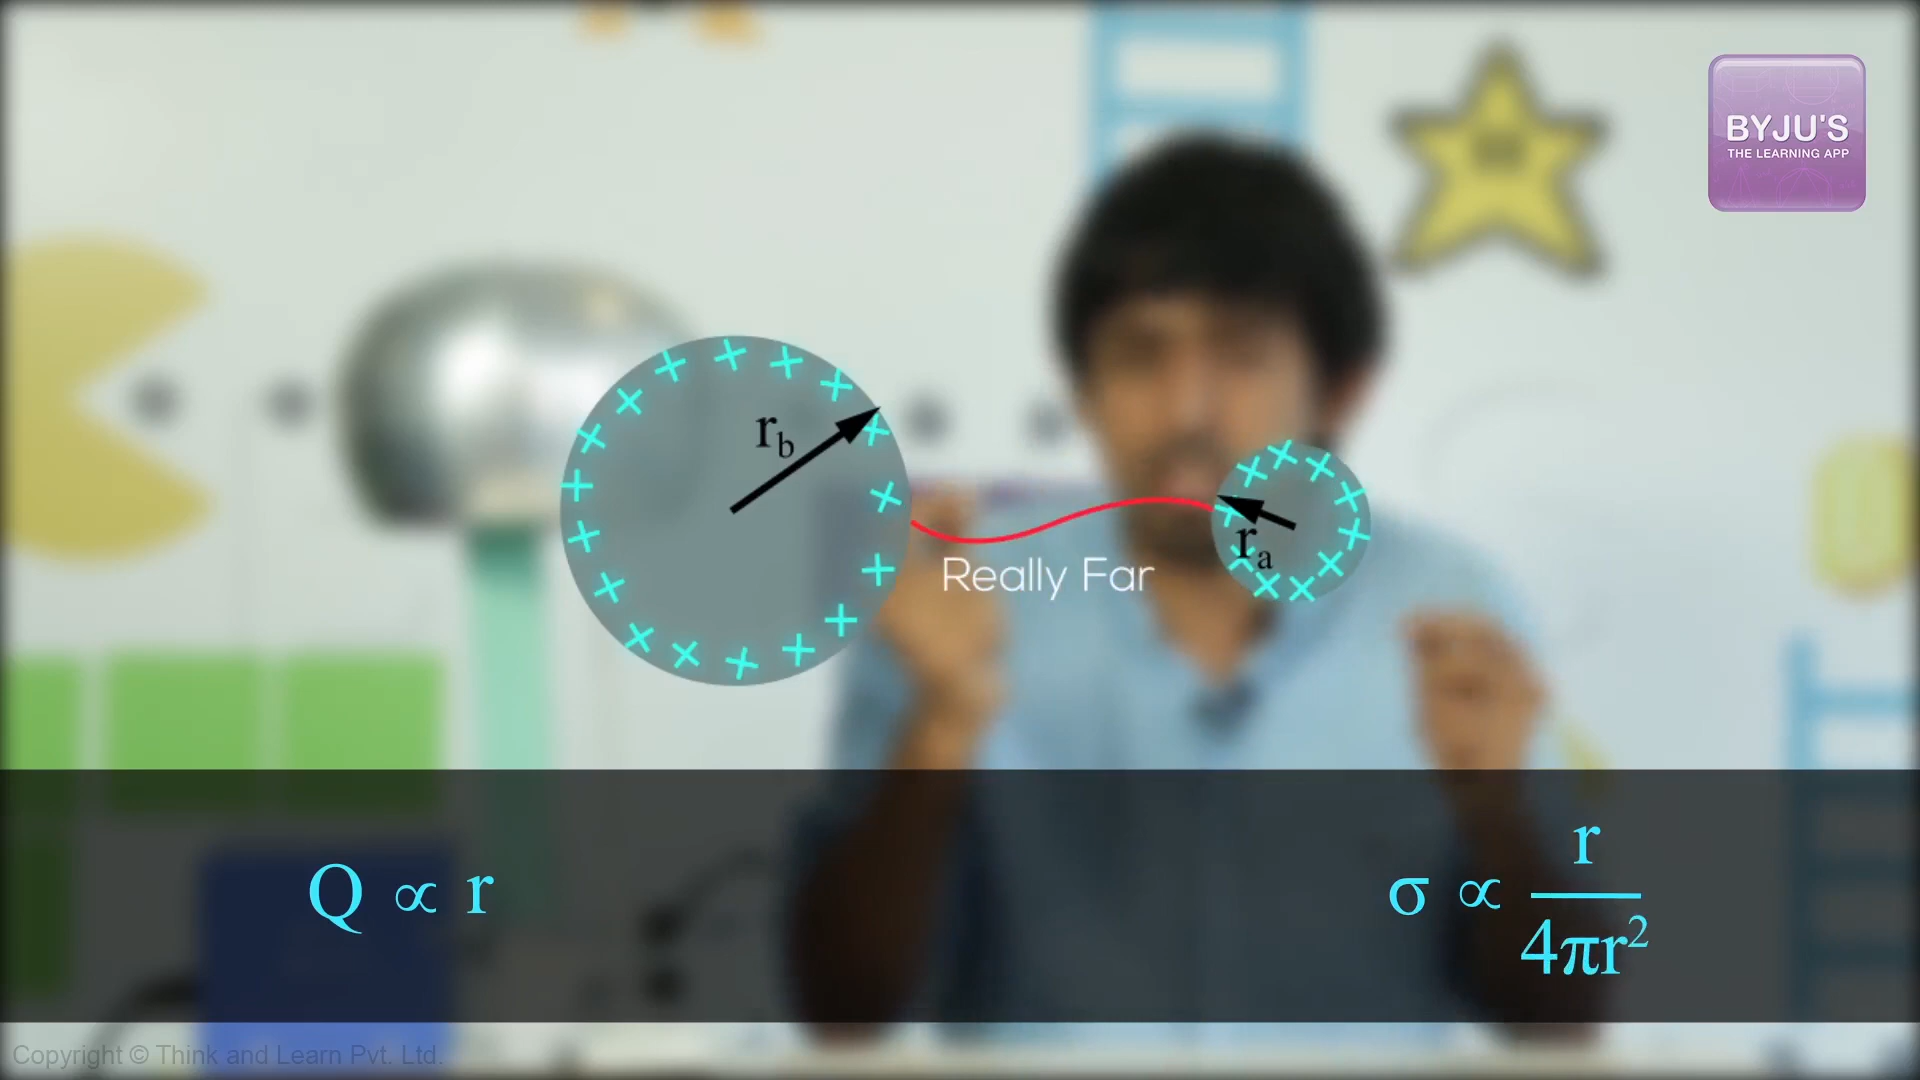 BYJU'S
THE LEARNING APP
r_b
r_a
Really Far
Q ∝ r
σ ∝ r / 4πr²
Copyright © Think and Learn Pvt. Ltd.